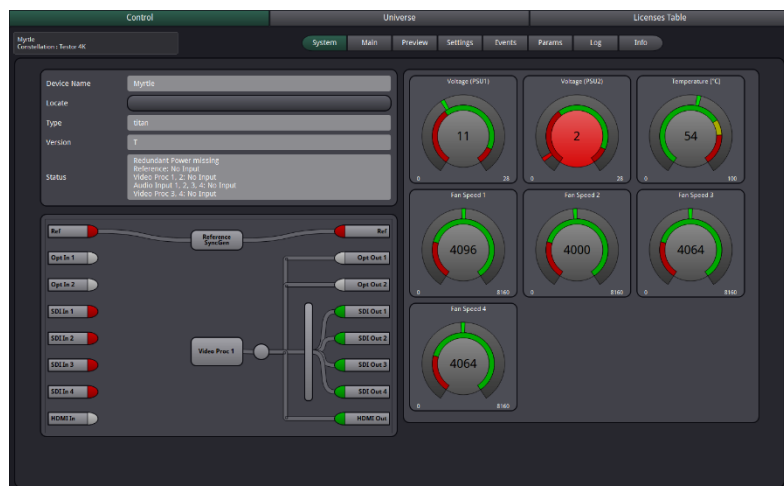 Control
Universe
Licenses Table
Myrtle
Constellation : Testor 4K
System
Main
Preview
Settings
Events
Params
Log
Info
Device Name
Myrtle
Locate
Type
titan
Version
T
Status
Redundant Power missing
Reference: No Input
Video Proc 1, 2: No Input
Audio Input 1, 2, 3, 4: No Input
Video Proc 3, 4: No Input
Ref
Reference
SyncGen
Ref
Opt In 1
Opt Out 1
Opt In 2
Opt Out 2
SDI In 1
SDI Out 1
SDI In 2
Video Proc 1
SDI Out 2
SDI In 3
SDI Out 3
SDI In 4
SDI Out 4
HDMI In
HDMI Out
Voltage (PSU1)
11
0
28
Voltage (PSU2)
2
0
28
Temperature (°C)
54
0
100
Fan Speed 1
4096
0
8160
Fan Speed 2
4000
0
8160
Fan Speed 3
4064
0
8160
Fan Speed 4
4064
0
8160